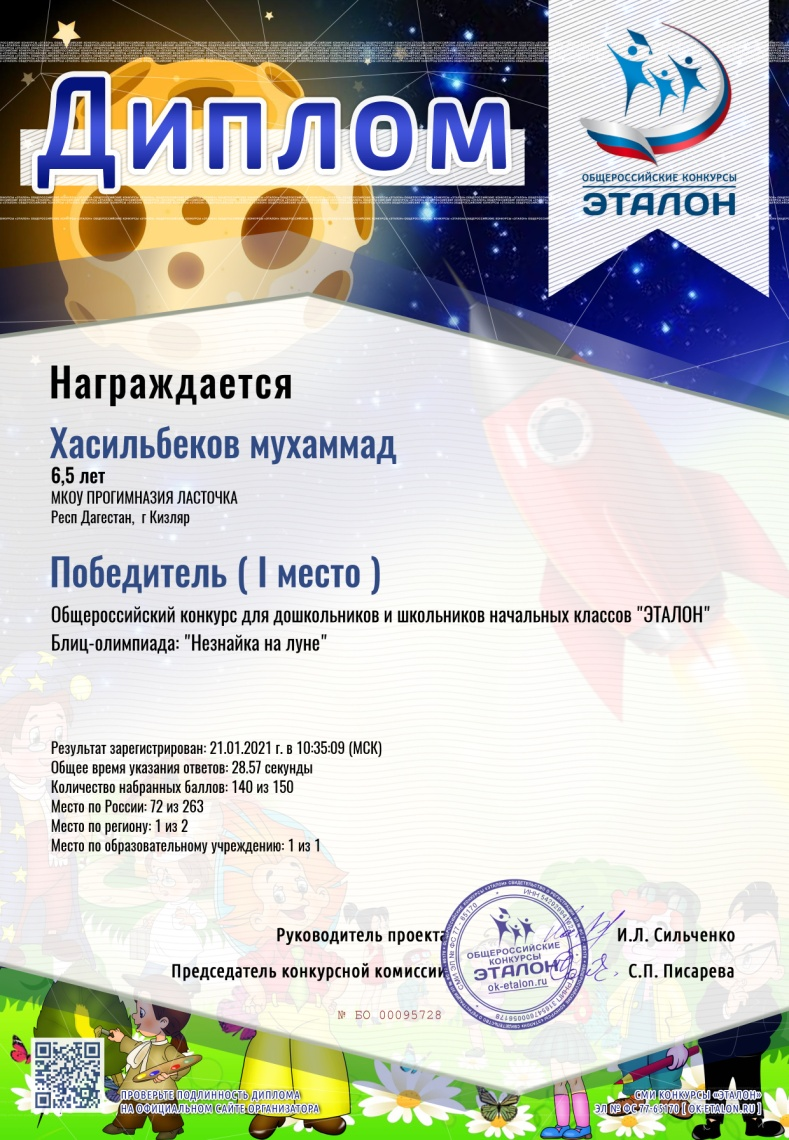 Диплом
ОБЩЕРОССИЙСКИЕ КОНКУРСЫ
ЭТАЛОН
Награждается
Хасильбеков мухаммад
6,5 лет
МКОУ ПРОГИМНАЗИЯ ЛАСТОЧКА
Респ Дагестан, г Кизляр
Победитель ( I место )
Общероссийский конкурс для дошкольников и школьников начальных классов "ЭТАЛОН"
Блиц-олимпиада: "Незнайка на луне"
Результат зарегистрирован: 21.01.2021 г. в 10:35:09 (МСК)
Общее время указания ответов: 28.57 секунды
Количество набранных баллов: 140 из 150
Место по России: 72 из 263
Место по региону: 1 из 2
Место по образовательному учреждению: 1 из 1
Руководитель проекта И.Л. Сильченко
Председатель конкурсной комиссии С.П. Писарева
ОБЩЕРОССИЙСКИЕ
КОНКУРСЫ
ЭТАЛОН
ok-etalon.ru
№ БО 00095728
ПРОВЕРЬТЕ ПОДЛИННОСТЬ ДИПЛОМА
НА ОФИЦИАЛЬНОМ САЙТЕ ОРГАНИЗАТОРА
СМИ КОНКУРСЫ «ЭТАЛОН»
ЭЛ № ФС 77-65170 [ OK-ETALON.RU ]